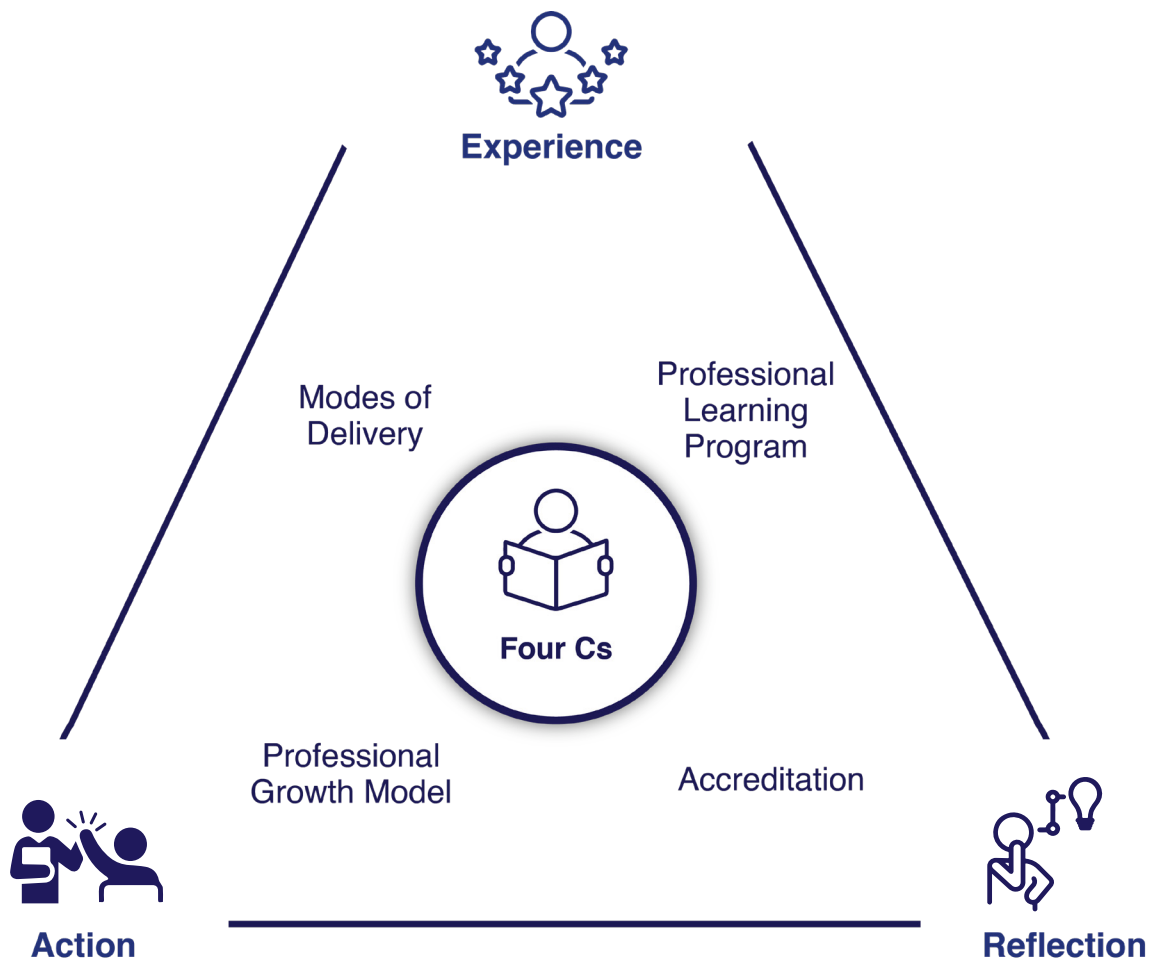 Experience
Modes of
Delivery
Professional
Learning
Program
Four Cs
Professional
Growth Model
Accreditation
Action
Reflection